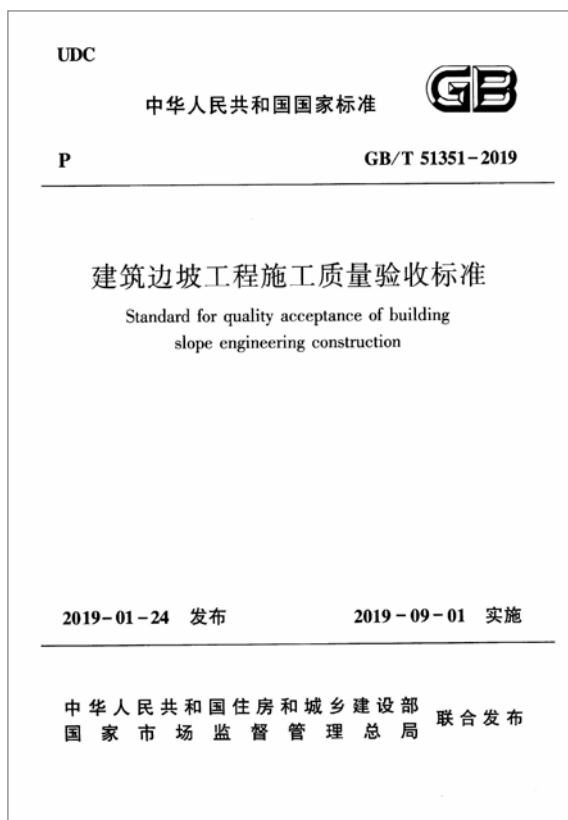 UDC
中华人民共和国国家标准
GB
P
GB/T 51351-2019
建筑边坡工程施工质量验收标准
Standard for quality acceptance of building
slope engineering construction
2019-01-24 发布
2019-09-01 实施
中华人民共和国住房和城乡建设部
国家市场监督管理总局
联合发布